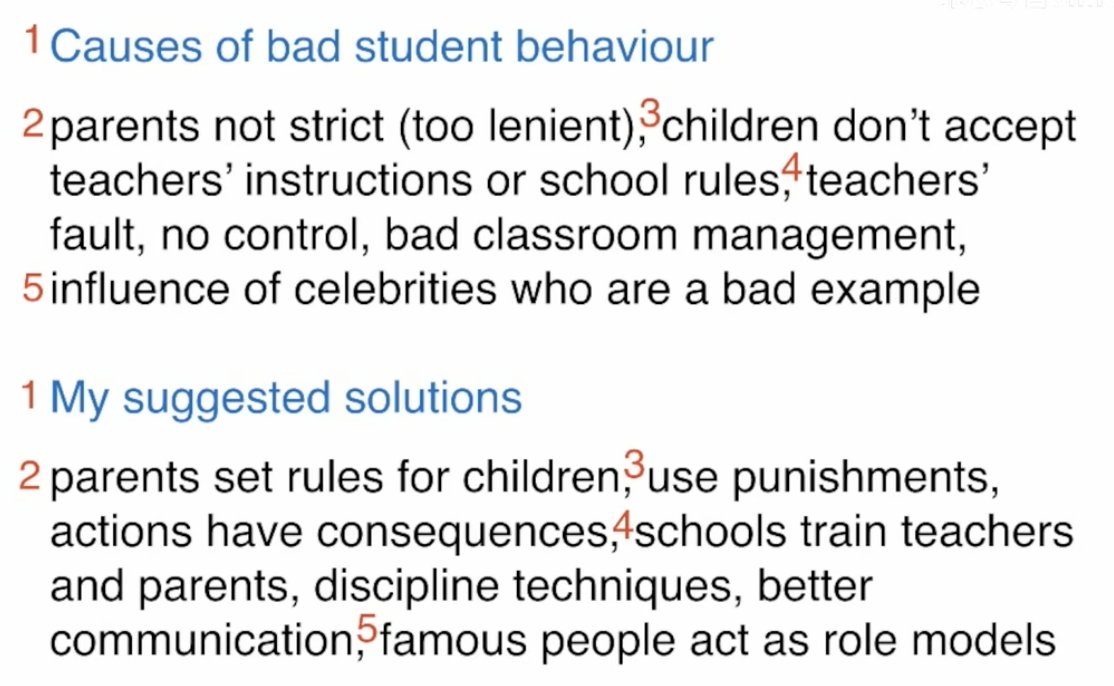 1 Causes of bad student behaviour
2 parents not strict (too lenient),3 children don't accept
teachers' instructions or school rules,4 teachers'
fault, no control, bad classroom management,
5 influence of celebrities who are a bad example
1 My suggested solutions
2 parents set rules for children,3 use punishments,
actions have consequences,4 schools train teachers
and parents, discipline techniques, better
communication,5 famous people act as role models